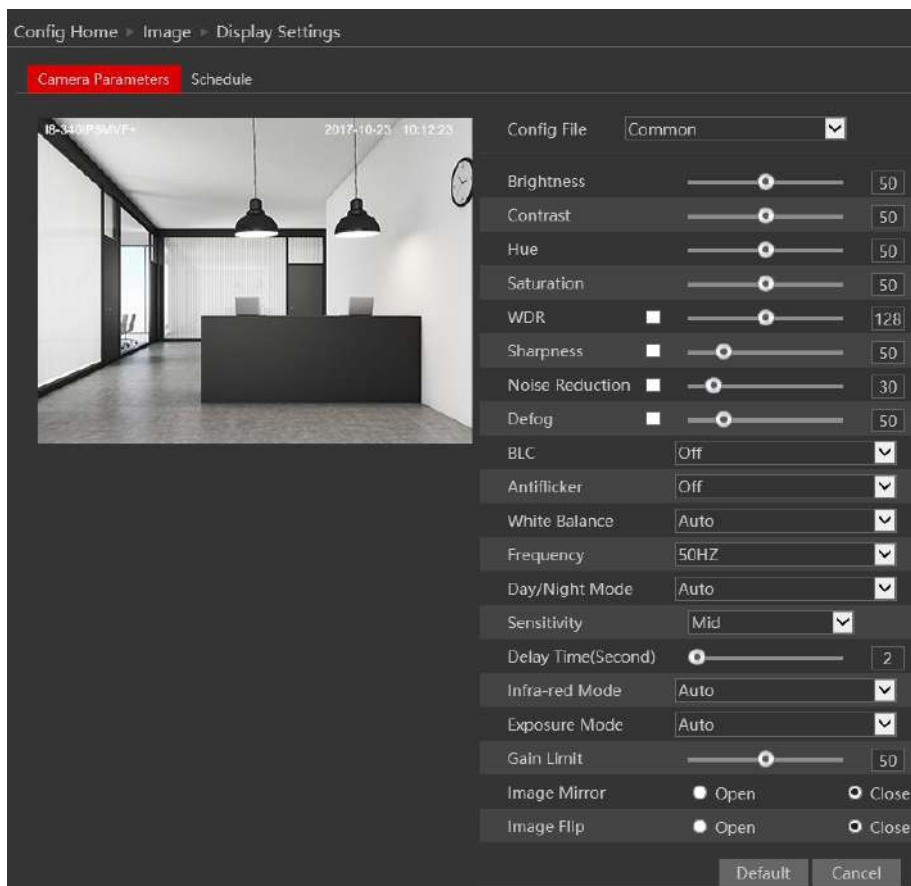 Config Home ▸ Image ▸ Display Settings
Camera Parameters Schedule
I8-340IPSMVF+ 2017-10-23 10:12:23
Config File Common
Brightness 50
Contrast 50
Hue 50
Saturation 50
WDR 128
Sharpness 50
Noise Reduction 30
Defog 50
BLC Off
Antiflicker Off
White Balance Auto
Frequency 50HZ
Day/Night Mode Auto
Sensitivity Mid
Delay Time(Second) 2
Infra-red Mode Auto
Exposure Mode Auto
Gain Limit 50
Image Mirror Open Close
Image Flip Open Close
Default Cancel